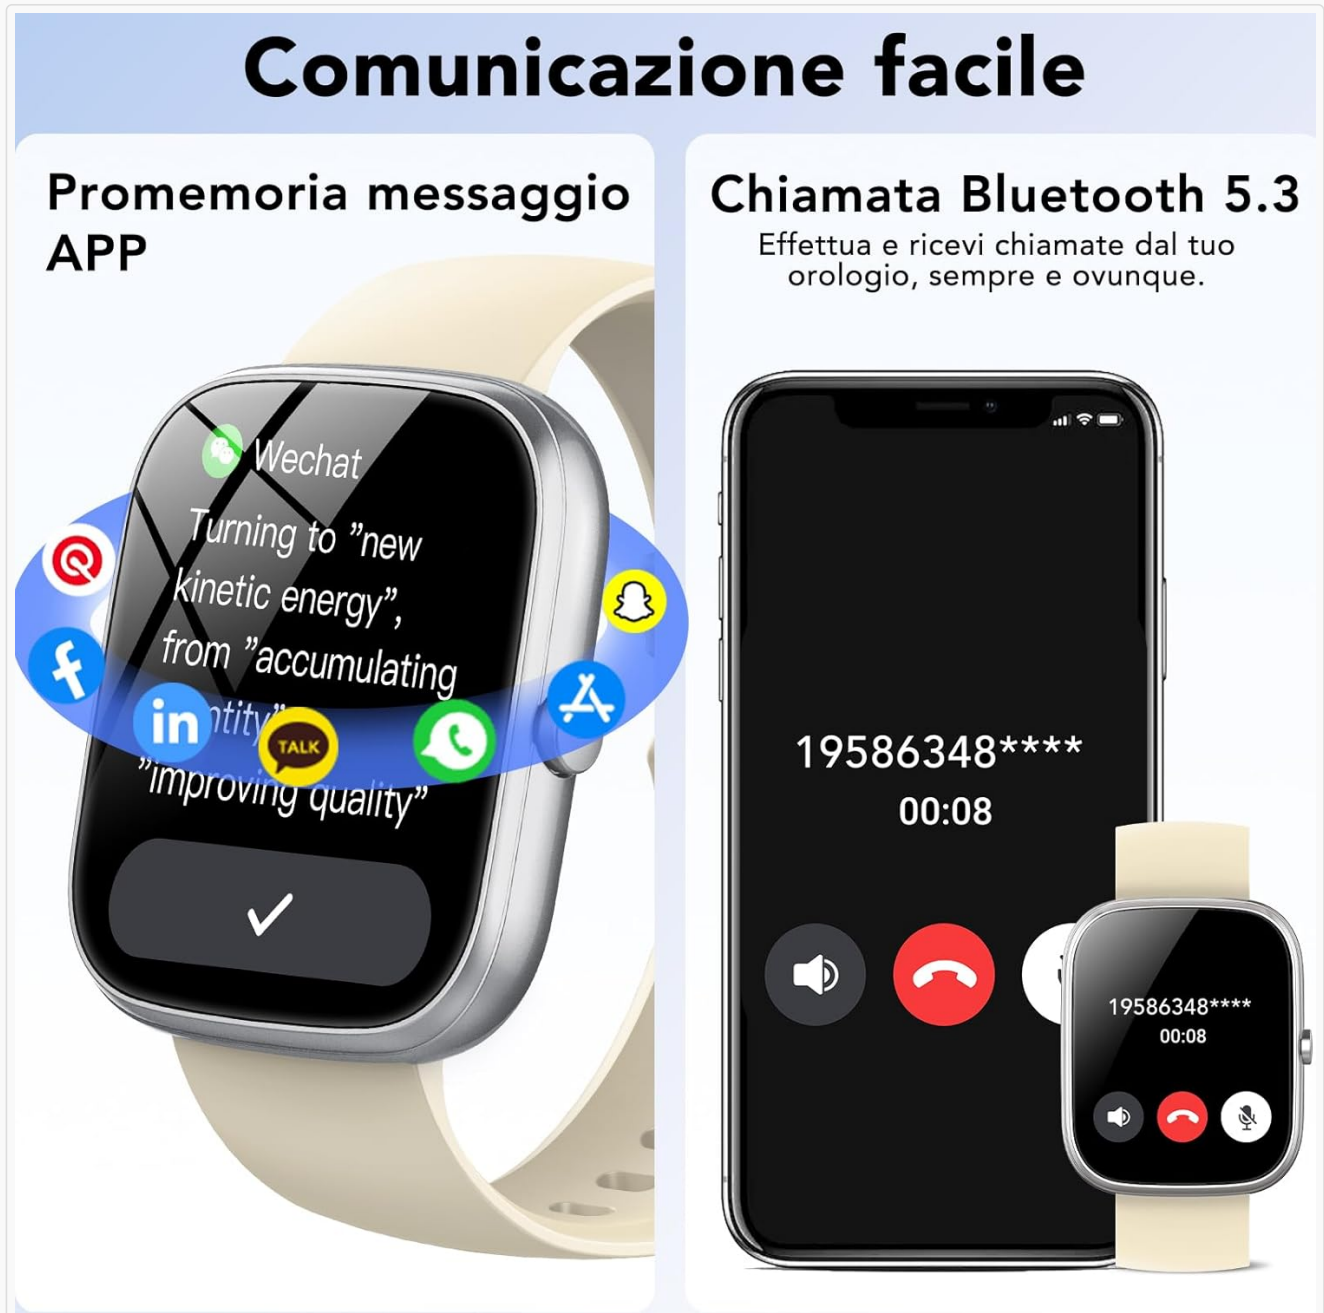 Comunicazione facile
Promemoria messaggio
APP
Chiamata Bluetooth 5.3
Effettua e ricevi chiamate dal tuo
orologio, sempre e ovunque.
Wechat
Turning to ”new
kinetic energy”,
from ”accumulating
”improving quality”
in
TALK
19586348****
00:08
19586348****
00:08